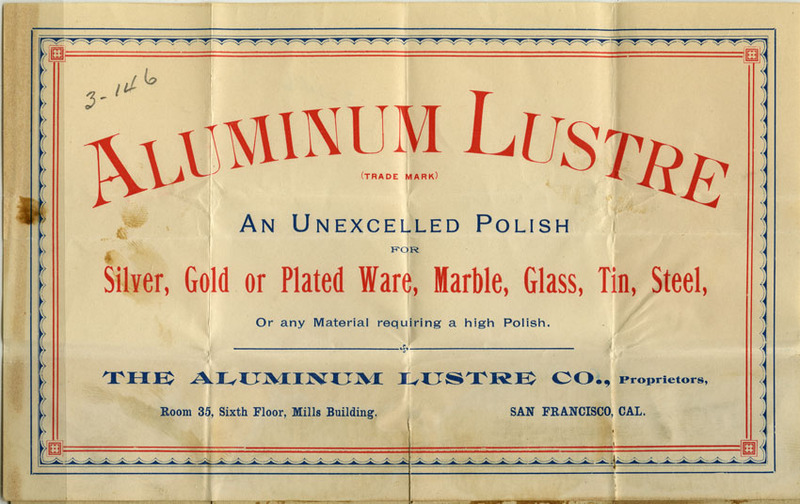 3-146
ALUMINUM LUSTRE
(TRADE MARK)
AN UNEXCELLED POLISH
FOR
Silver, Gold or Plated Ware, Marble, Glass, Tin, Steel,
Or any Material requiring a high Polish.
THE ALUMINUM LUSTRE CO., Proprietors,
Room 35, Sixth Floor, Mills Building. SAN FRANCISCO, CAL.